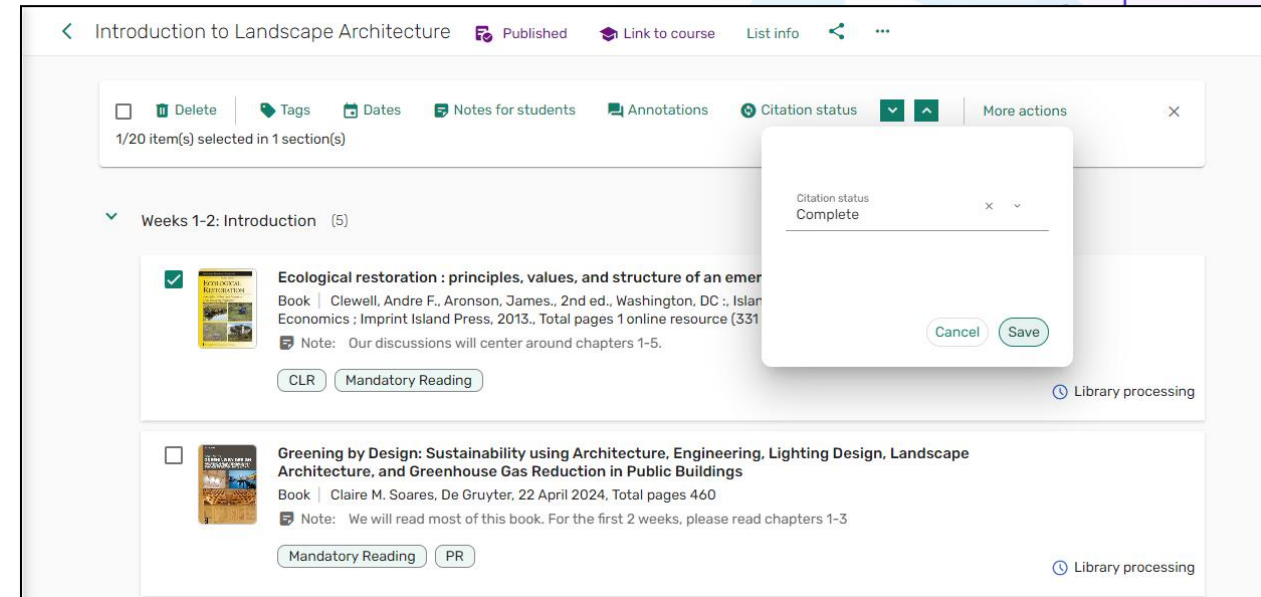 Introduction to Landscape Architecture Published Link to course List info
Delete Tags Dates Notes for students Annotations Citation status More actions
1/20 item(s) selected in 1 section(s)
Citation status
Complete
Cancel Save
Weeks 1-2: Introduction (5)
ECOLOGICAL RESTORATION
Ecological restoration : principles, values, and structure of an emer
Book | Clewell, Andre F., Aronson, James., 2nd ed., Washington, DC :, Islan
Economics ; Imprint Island Press, 2013., Total pages 1 online resource (331
Note: Our discussions will center around chapters 1-5.
CLR Mandatory Reading
Library processing
Greening by Design: Sustainability using Architecture, Engineering, Lighting Design, Landscape
Architecture, and Greenhouse Gas Reduction in Public Buildings
Book | Claire M. Soares, De Gruyter, 22 April 2024, Total pages 460
Note: We will read most of this book. For the first 2 weeks, please read chapters 1-3
Mandatory Reading PR
Library processing